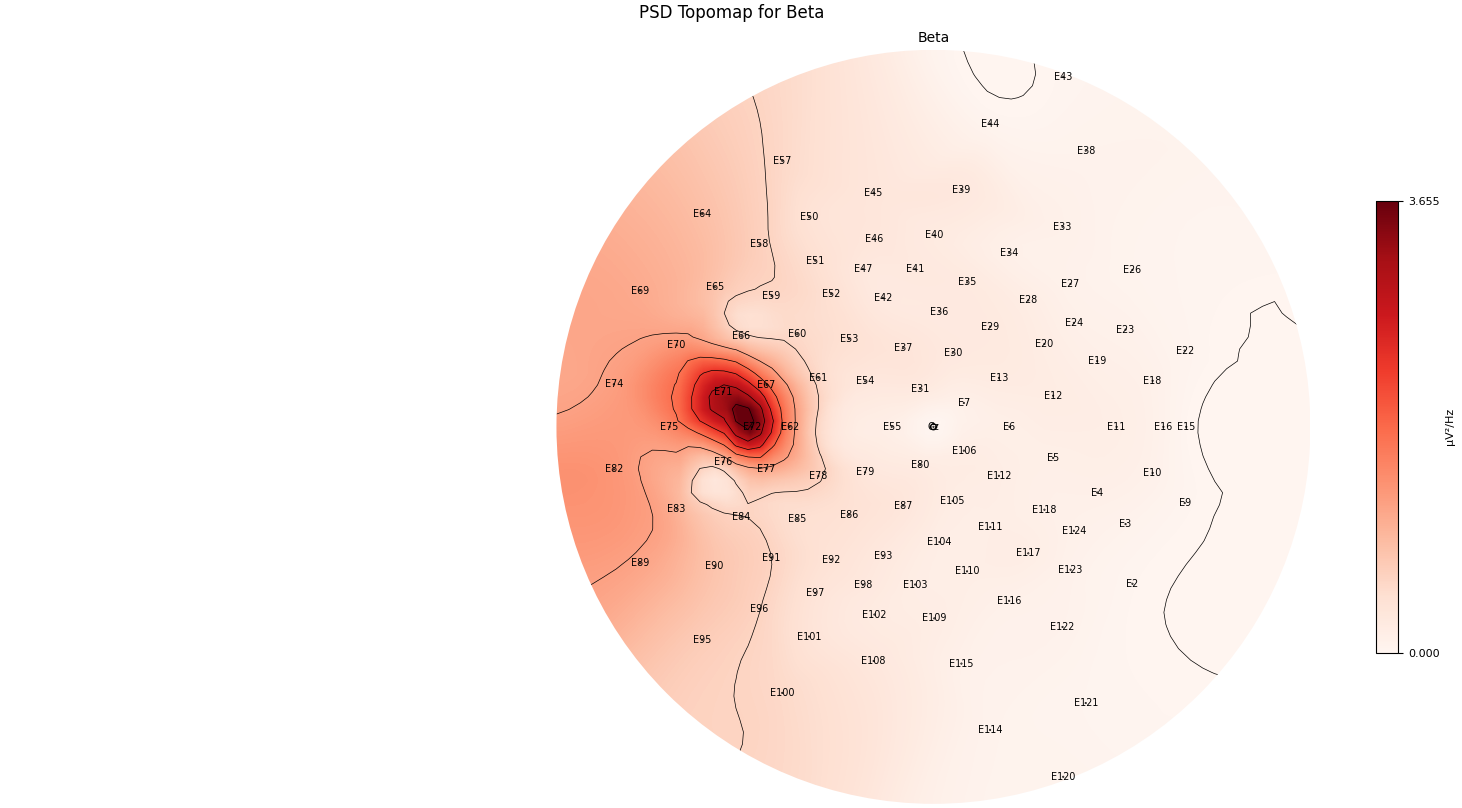 PSD Topomap for Beta
Beta
E43
E44
E38
E57
E45 E39
E64 E50
E33
E58 E46 E40
E34
E51 E47 E41 E26
E69 E65 E59 E52 E42 E35 E27
E28
E36
E66 E60 E53 E29 E24 E23
E70 E37 E30 E20 E22
E19
E74 E71 E67 E61 E54 E31 E13 E12 E18
E7
E75 E72 E62 E55 E6 E11 E16 E15
E82 E76 E77 E78 E79 E80 E106 E112 E5 E10
E83 E84 E85 E86 E87 E105 E118 E4 E9
E111 E124 E3
E89 E90 E91 E92 E93 E104 E117
E98 E103 E110 E123 E2
E96 E97 E102 E109 E116
E95 E101 E122
E108 E115
E100 E121
E114
E120
3.655
0.000
µV²/Hz